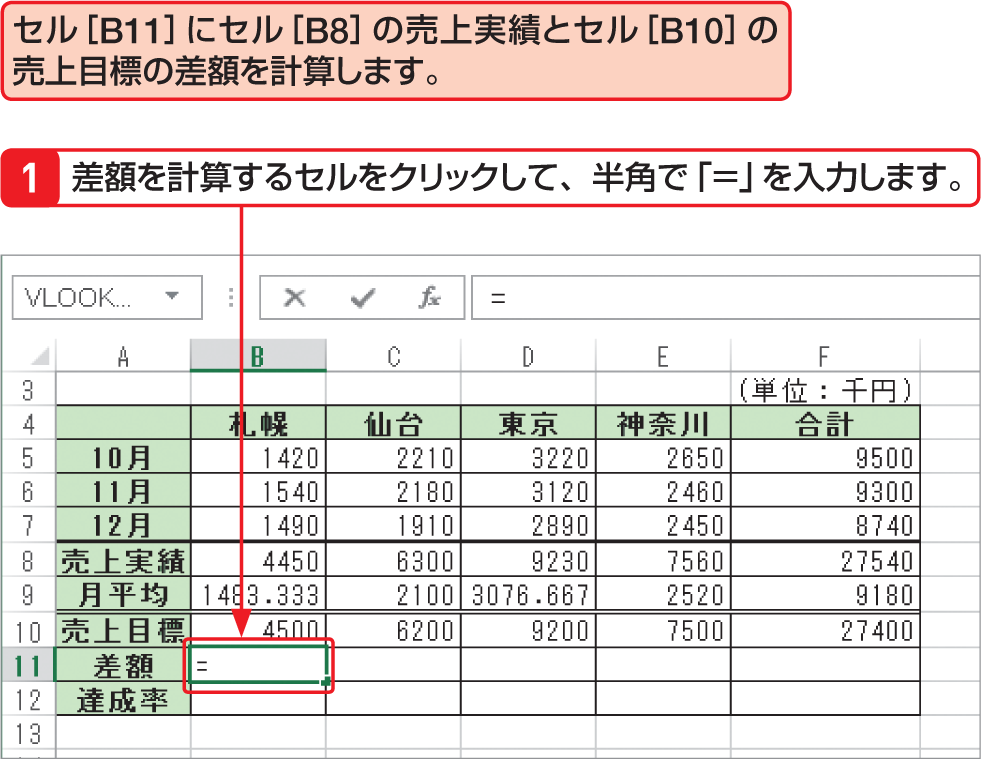 セル［B11］にセル［B8］の売上実績とセル［B10］の
売上目標の差額を計算します。
1 差額を計算するセルをクリックして、半角で「＝」を入力します。
VLOOK... fx =
A B C D E F
3 （単位：千円）
4 札幌 仙台 東京 神奈川 合計
5 10月 1420 2210 3220 2650 9500
6 11月 1540 2180 3120 2460 9300
7 12月 1490 1910 2890 2450 8740
8 売上実績 4450 6300 9230 7560 27540
9 月平均 1483.333 2100 3076.667 2520 9180
10 売上目標 4500 6200 9200 7500 27400
11 差額 =
12 達成率
13